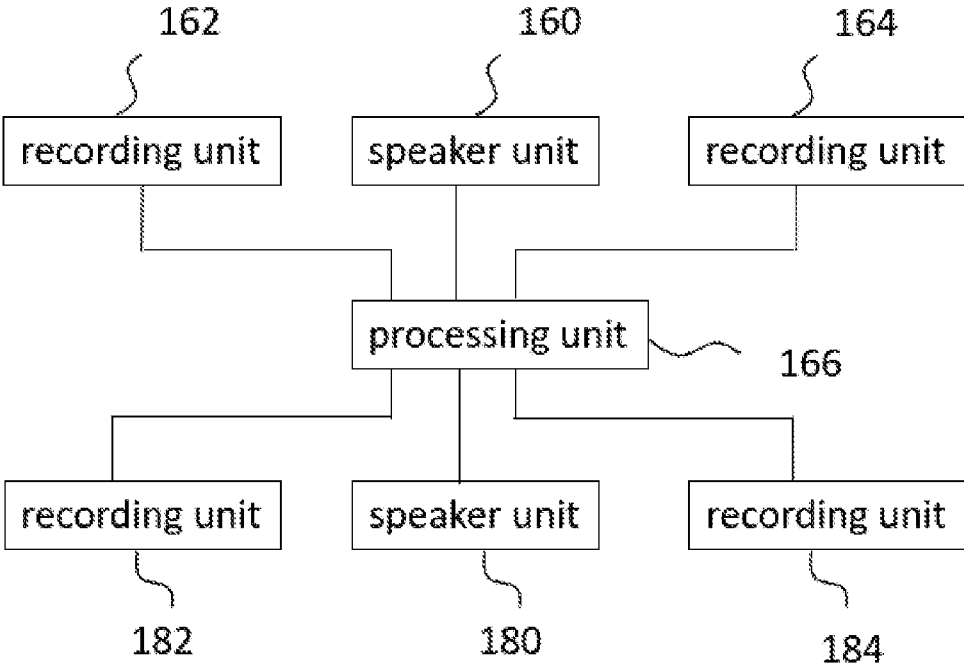 162 160 164
recording unit speaker unit recording unit
processing unit
166
recording unit speaker unit recording unit
182 180 184